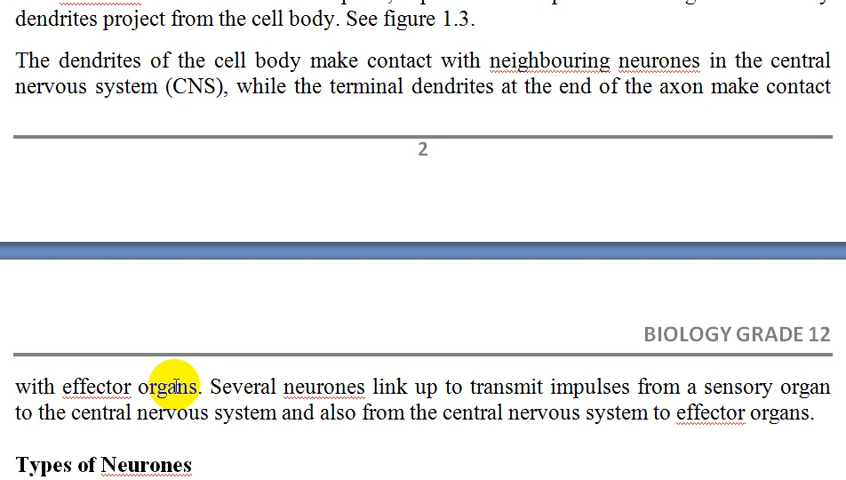 dendrites project from the cell body. See figure 1.3.
The dendrites of the cell body make contact with neighbouring neurones in the central
nervous system (CNS), while the terminal dendrites at the end of the axon make contact
2
BIOLOGY GRADE 12
with effector organs. Several neurones link up to transmit impulses from a sensory organ
to the central nervous system and also from the central nervous system to effector organs.
Types of Neurones